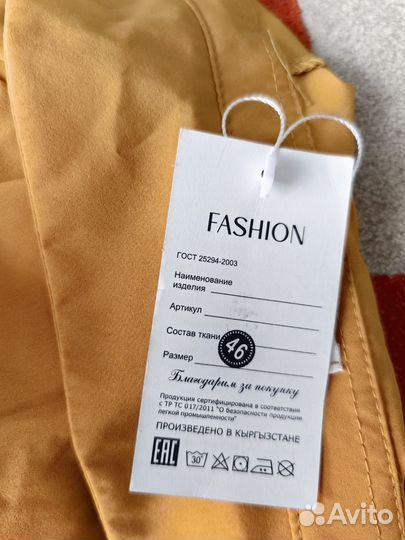 FASHION
ГОСТ 25294-2003
Наименование
изделия
Артикул
Состав ткани
46
Размер
Благодарим за покупку
Продукция сертифицирована в соответствии
с ТР ТС 017/2011 "О безопасности продукции
легкой промышленности"
ПРОИЗВЕДЕНО В КЫРГЫЗСТАНЕ
EAC 30°
Avito